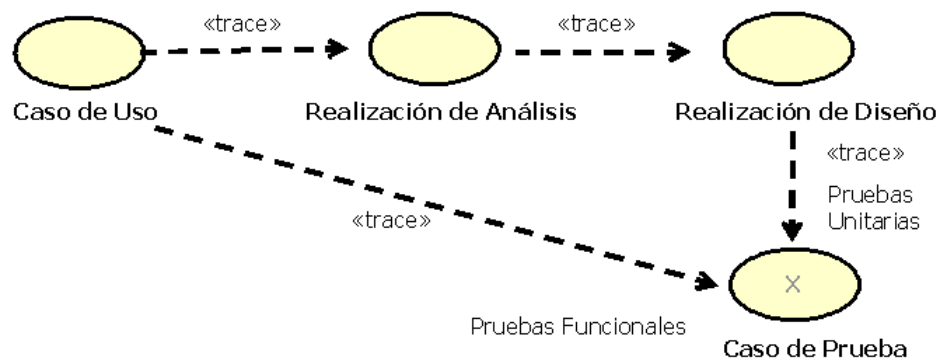 «trace»
«trace»
Caso de Uso
Realización de Análisis
Realización de Diseño
«trace»
Pruebas
Unitarias
«trace»
X
Pruebas Funcionales
Caso de Prueba